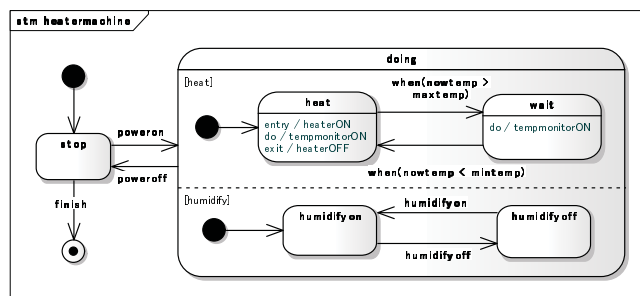 stm heatermachine
doing
[heat]
when(nowtemp >
maxtemp)
heat
entry / heaterON
do / tempmonitorON
exit / heaterOFF
wait
do / tempmonitorON
when(nowtemp < mintemp)
stop
poweron
poweroff
finish
[humidify]
humidifyon
humidifyon
humidifyoff
humidifyoff